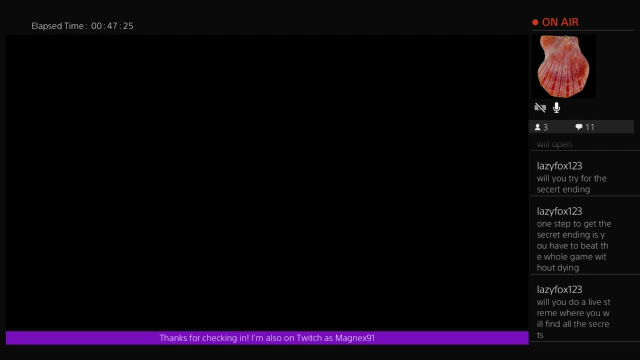 Elapsed Time : 00 : 47 : 25
ON AIR
3
11
will open
lazyfox123
will you try for the
secert ending
lazyfox123
one step to get the
secret ending is y
ou have to beat th
e whole game wit
hout dying
lazyfox123
will you do a live st
reme where you w
ill find all the secre
ts
Thanks for checking in! I'm also on Twitch as Magnex91